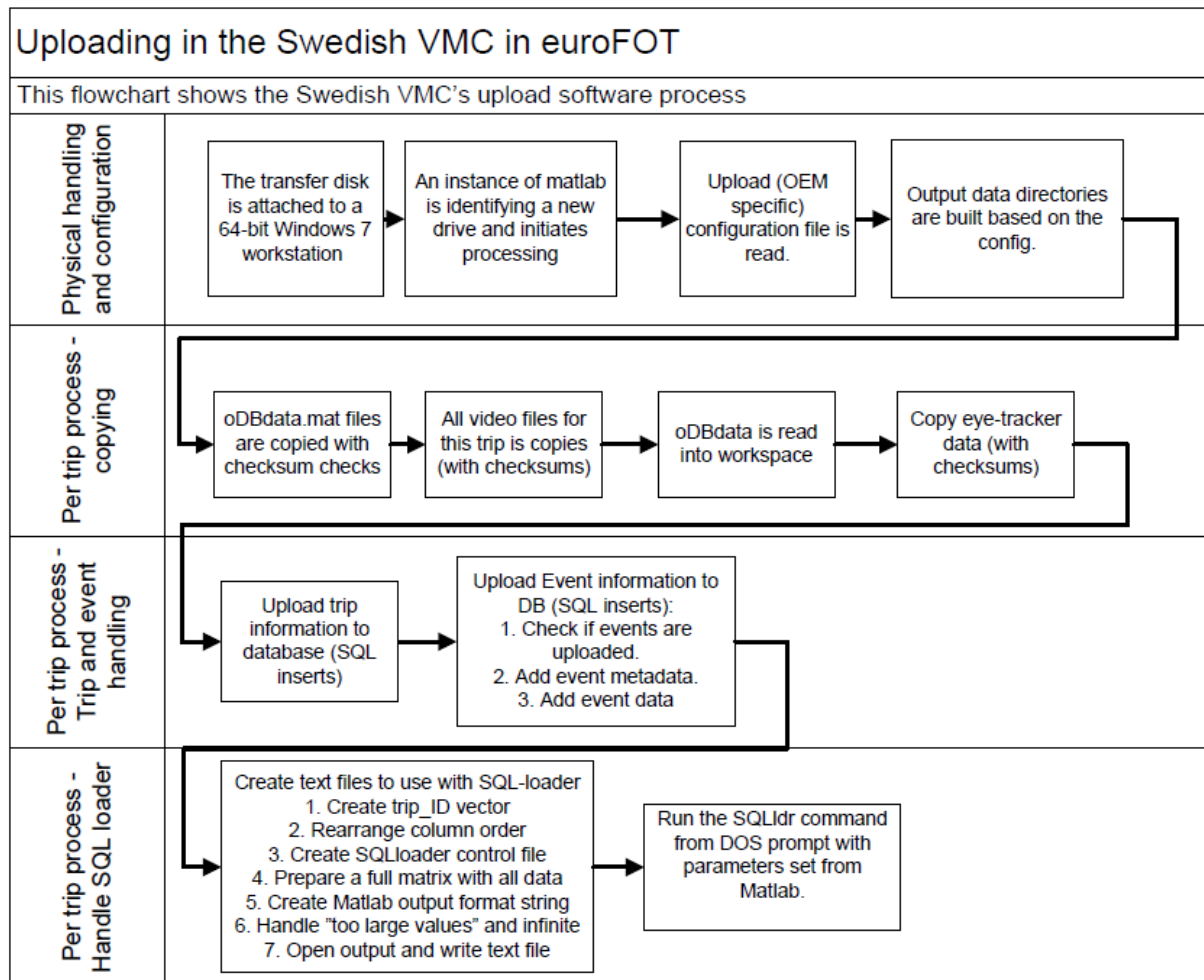 Uploading in the Swedish VMC in euroFOT
This flowchart shows the Swedish VMC's upload software process
Physical handling
and configuration
The transfer disk
is attached to a
64-bit Windows 7
workstation
An instance of matlab
is identifying a new
drive and initiates
processing
Upload (OEM
specific)
configuration file is
read.
Output data directories
are built based on the
config.
Per trip process -
copying
oDBdata.mat files
are copied with
checksum checks
All video files for
this trip is copies
(with checksums)
oDBdata is read
into workspace
Copy eye-tracker
data (with
checksums)
Per trip process -
Trip and event
handling
Upload trip
information to
database (SQL
inserts)
Upload Event information to
DB (SQL inserts):
1. Check if events are
uploaded.
2. Add event metadata.
3. Add event data
Per trip process -
Handle SQL loader
Create text files to use with SQL-loader
1. Create trip_ID vector
2. Rearrange column order
3. Create SQLloader control file
4. Prepare a full matrix with all data
5. Create Matlab output format string
6. Handle "too large values" and infinite
7. Open output and write text file
Run the SQLldr command
from DOS prompt with
parameters set from
Matlab.